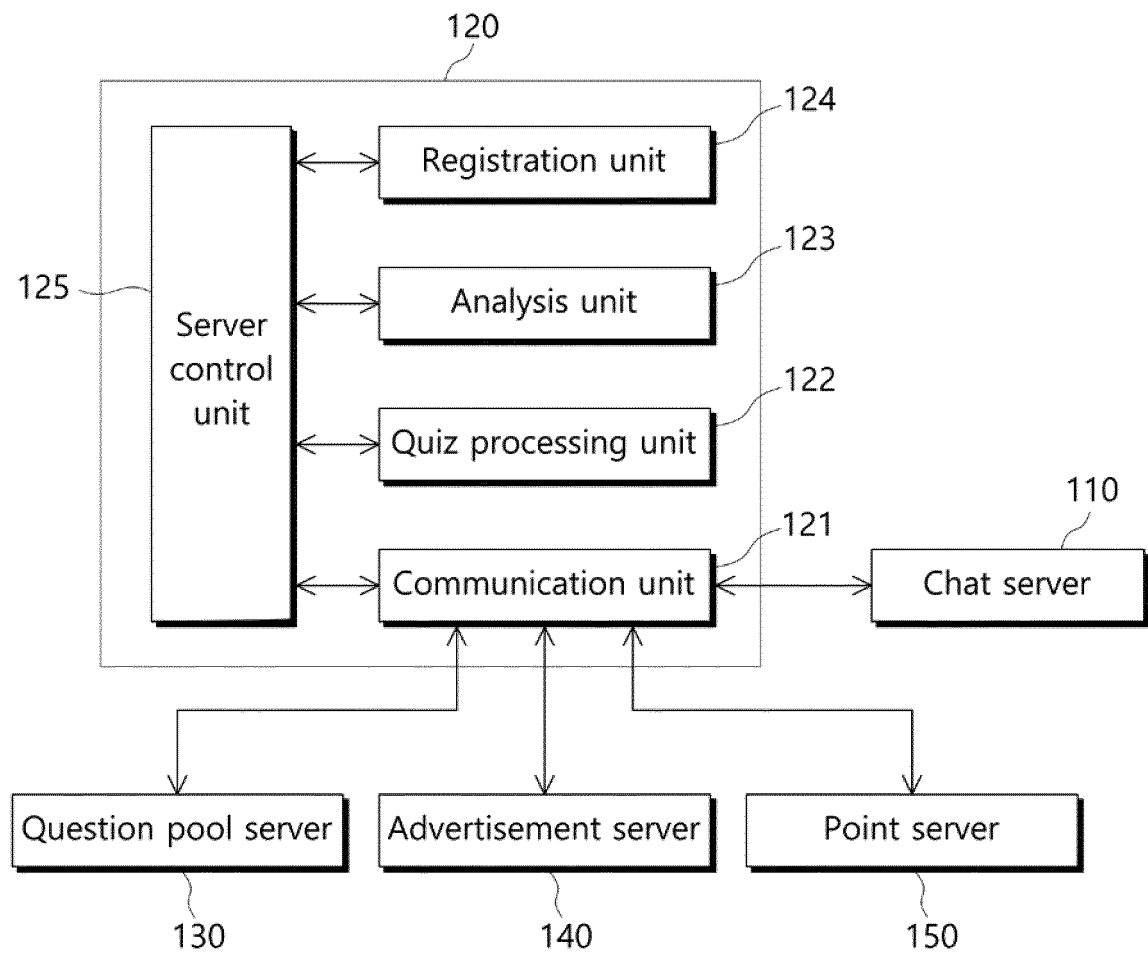 120
124
Registration unit
123
125
Analysis unit
Server
control
unit
122
Quiz processing unit
110
121
Communication unit
Chat server
Question pool server
Advertisement server
Point server
130
140
150